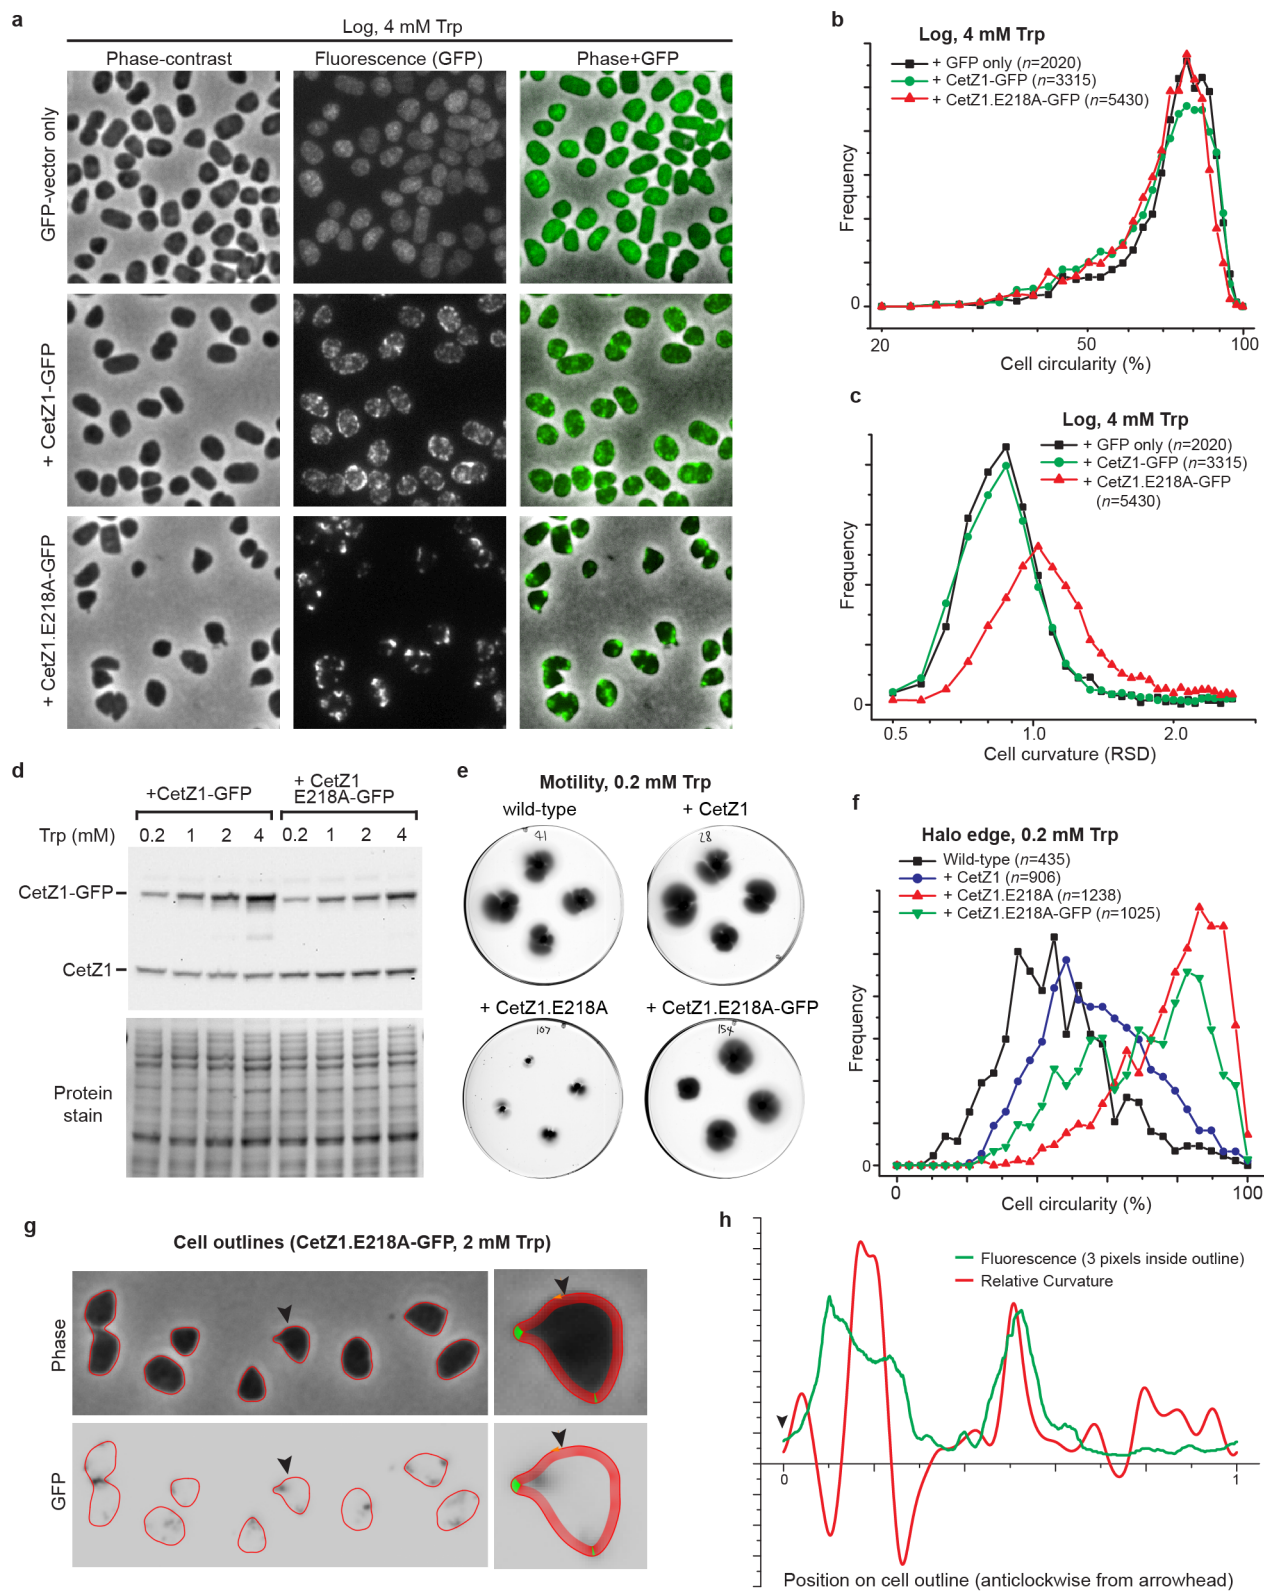 a
Log, 4 mM Trp
Phase-contrast
Fluorescence (GFP)
Phase+GFP
GFP-vector only
+ CetZ1-GFP
+ CetZ1.E218A-GFP
b
Log, 4 mM Trp
+ GFP only (n=2020)
+ CetZ1-GFP (n=3315)
+ CetZ1.E218A-GFP (n=5430)
Frequency
0
20
50
100
Cell circularity (%)
c
Log, 4 mM Trp
+ GFP only (n=2020)
+ CetZ1-GFP (n=3315)
+ CetZ1.E218A-GFP
(n=5430)
Frequency
0
0.5
1.0
2.0
Cell curvature (RSD)
d
+CetZ1-GFP
+ CetZ1
E218A-GFP
Trp (mM)
0.2 1 2 4 0.2 1 2 4
CetZ1-GFP
CetZ1
Protein
stain
e
Motility, 0.2 mM Trp
wild-type
+ CetZ1
41
28
+ CetZ1.E218A
+ CetZ1.E218A-GFP
107
154
f
Halo edge, 0.2 mM Trp
Wild-type (n=435)
+ CetZ1 (n=906)
+ CetZ1.E218A (n=1238)
+ CetZ1.E218A-GFP (n=1025)
Frequency
0
0
100
Cell circularity (%)
g
Cell outlines (CetZ1.E218A-GFP, 2 mM Trp)
Phase
GFP
h
Fluorescence (3 pixels inside outline)
Relative Curvature
0
1
Position on cell outline (anticlockwise from arrowhead)